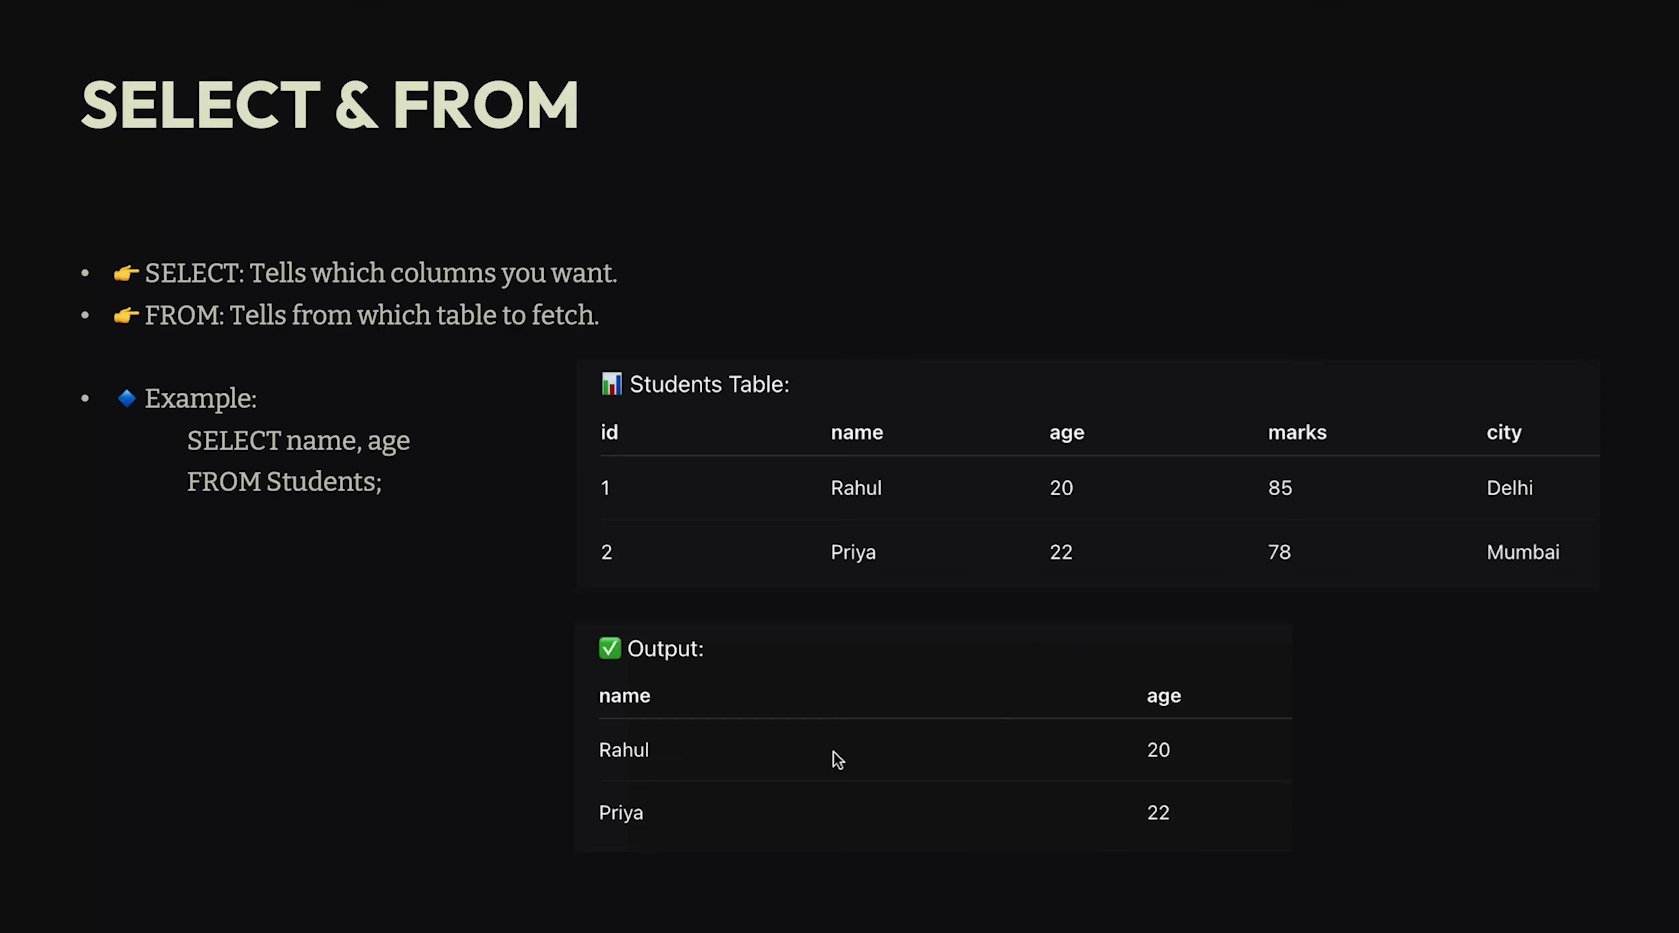 SELECT & FROM
• 👉 SELECT: Tells which columns you want.
• 👉 FROM: Tells from which table to fetch.
• 🔹 Example:
SELECT name, age
FROM Students;
📊 Students Table:
id name age marks city
1 Rahul 20 85 Delhi
2 Priya 22 78 Mumbai
✅ Output:
name age
Rahul 20
Priya 22